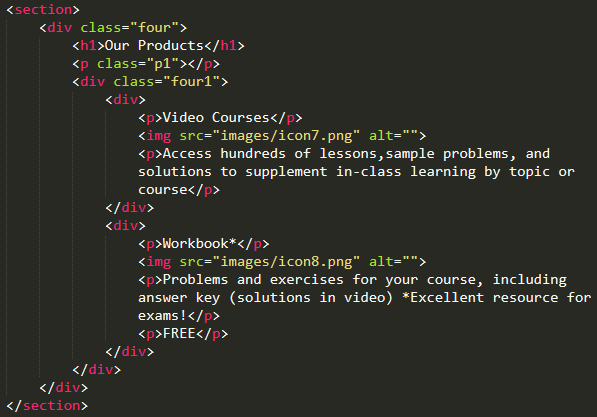 <section>
<div class="four">
<h1>Our Products</h1>
<p class="p1"></p>
<div class="four1">
<div>
<p>Video Courses</p>
<img src="images/icon7.png" alt="">
<p>Access hundreds of lessons,sample problems, and
solutions to supplement in-class learning by topic or
course</p>
</div>
<div>
<p>Workbook*</p>
<img src="images/icon8.png" alt="">
<p>Problems and exercises for your course, including
answer key (solutions in video) *Excellent resource for
exams!</p>
<p>FREE</p>
</div>
</div>
</div>
</section>